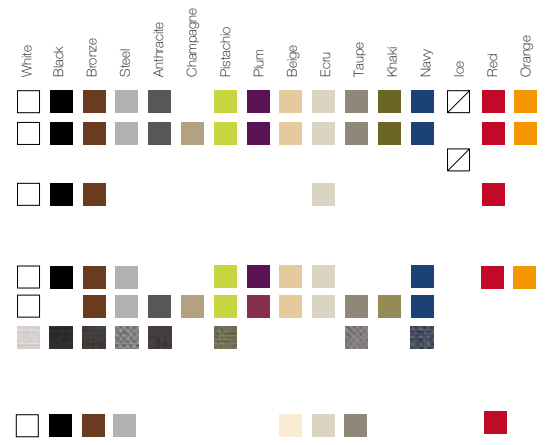 White
Black
Bronze
Steel
Anthracite
Champagne
Pistachio
Plum
Beige
Ecru
Taupe
Khaki
Navy
Ice
Red
Orange